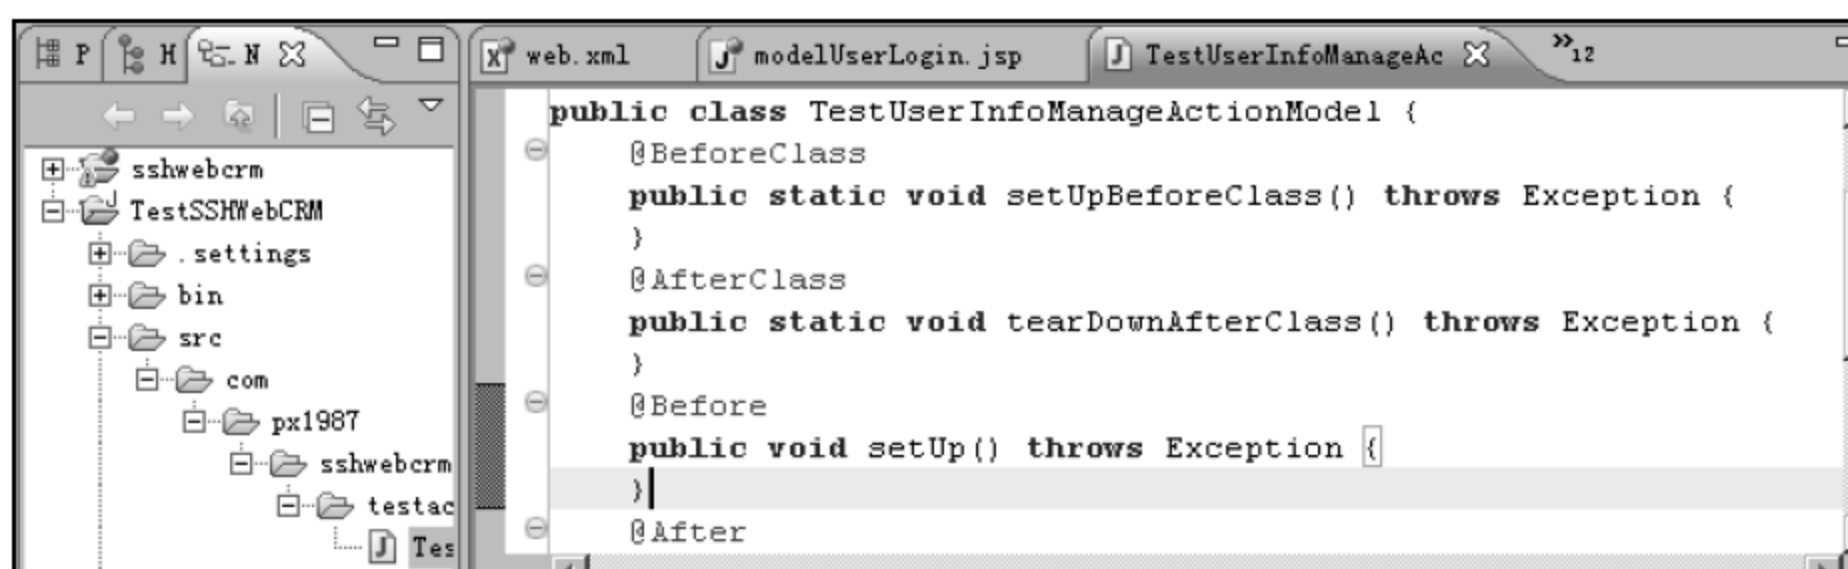 P H N
web.xml modelUserLogin.jsp TestUserInfoManageAc »12
sshwebcrm
TestSSHWebCRM
.settings
bin
src
com
px1987
sshwebcrm
testac
Tes
public class TestUserInfoManageActionModel {
@BeforeClass
public static void setUpBeforeClass() throws Exception {
}
@AfterClass
public static void tearDownAfterClass() throws Exception {
}
@Before
public void setUp() throws Exception {
}
@After